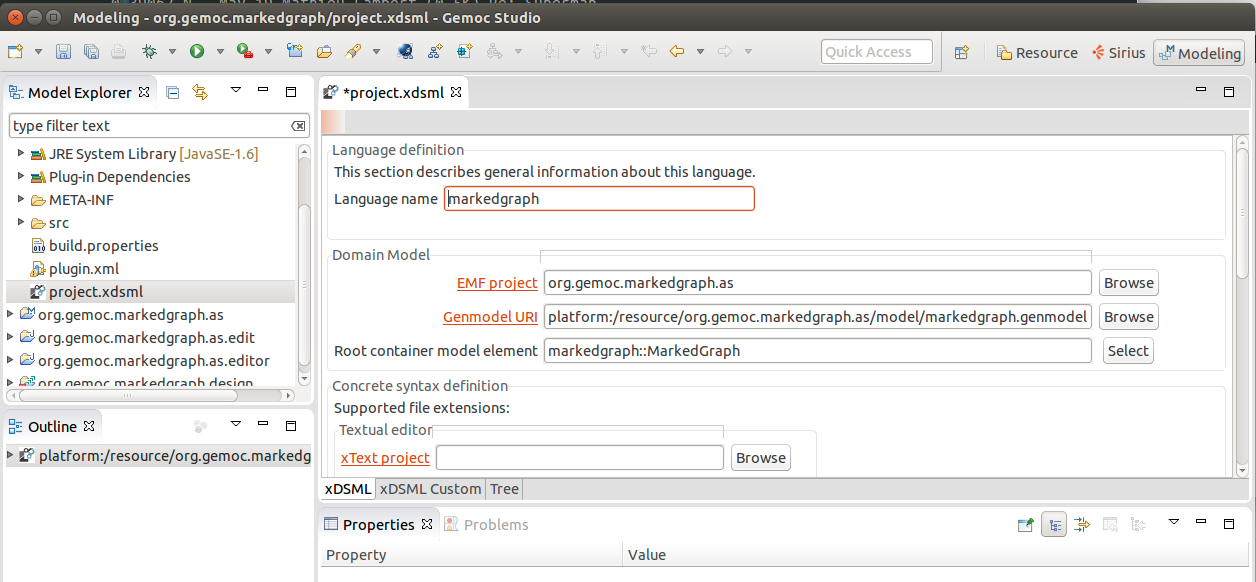 Modeling - org.gemoc.markedgraph/project.xdsml - Gemoc Studio
Quick Access
Resource
Sirius
Modeling
Model Explorer
type filter text
JRE System Library [JavaSE-1.6]
Plug-in Dependencies
META-INF
src
build.properties
plugin.xml
project.xdsml
org.gemoc.markedgraph.as
org.gemoc.markedgraph.as.edit
org.gemoc.markedgraph.as.editor
org.gemoc.markedgraph.design
Outline
platform:/resource/org.gemoc.markedg
*project.xdsml
Language definition
This section describes general information about this language.
Language name markedgraph
Domain Model
EMF project org.gemoc.markedgraph.as Browse
Genmodel URI platform:/resource/org.gemoc.markedgraph.as/model/markedgraph.genmodel Browse
Root container model element markedgraph::MarkedGraph Select
Concrete syntax definition
Supported file extensions:
Textual editor
xText project Browse
xDSML xDSML Custom Tree
Properties Problems
Property Value